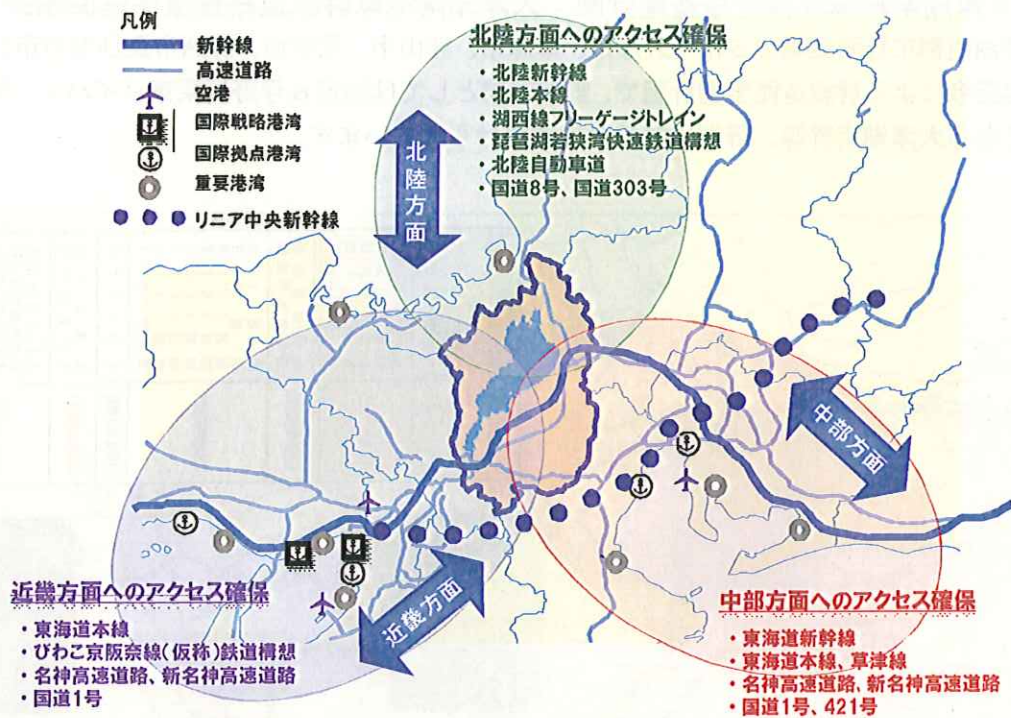 凡例
新幹線
高速道路
空港
国際戦略港湾
国際拠点港湾
重要港湾
リニア中央新幹線
北陸方面へのアクセス確保
・北陸新幹線
・北陸本線
・湖西線フリーゲージトレイン
・琵琶湖若狭湾快速鉄道構想
・北陸自動車道
・国道8号、国道303号
北陸方面
中部方面
近畿方面
近畿方面へのアクセス確保
・東海道本線
・びわこ京阪奈線(仮称)鉄道構想
・名神高速道路、新名神高速道路
・国道1号
中部方面へのアクセス確保
・東海道新幹線
・東海道本線、草津線
・名神高速道路、新名神高速道路
・国道1号、421号